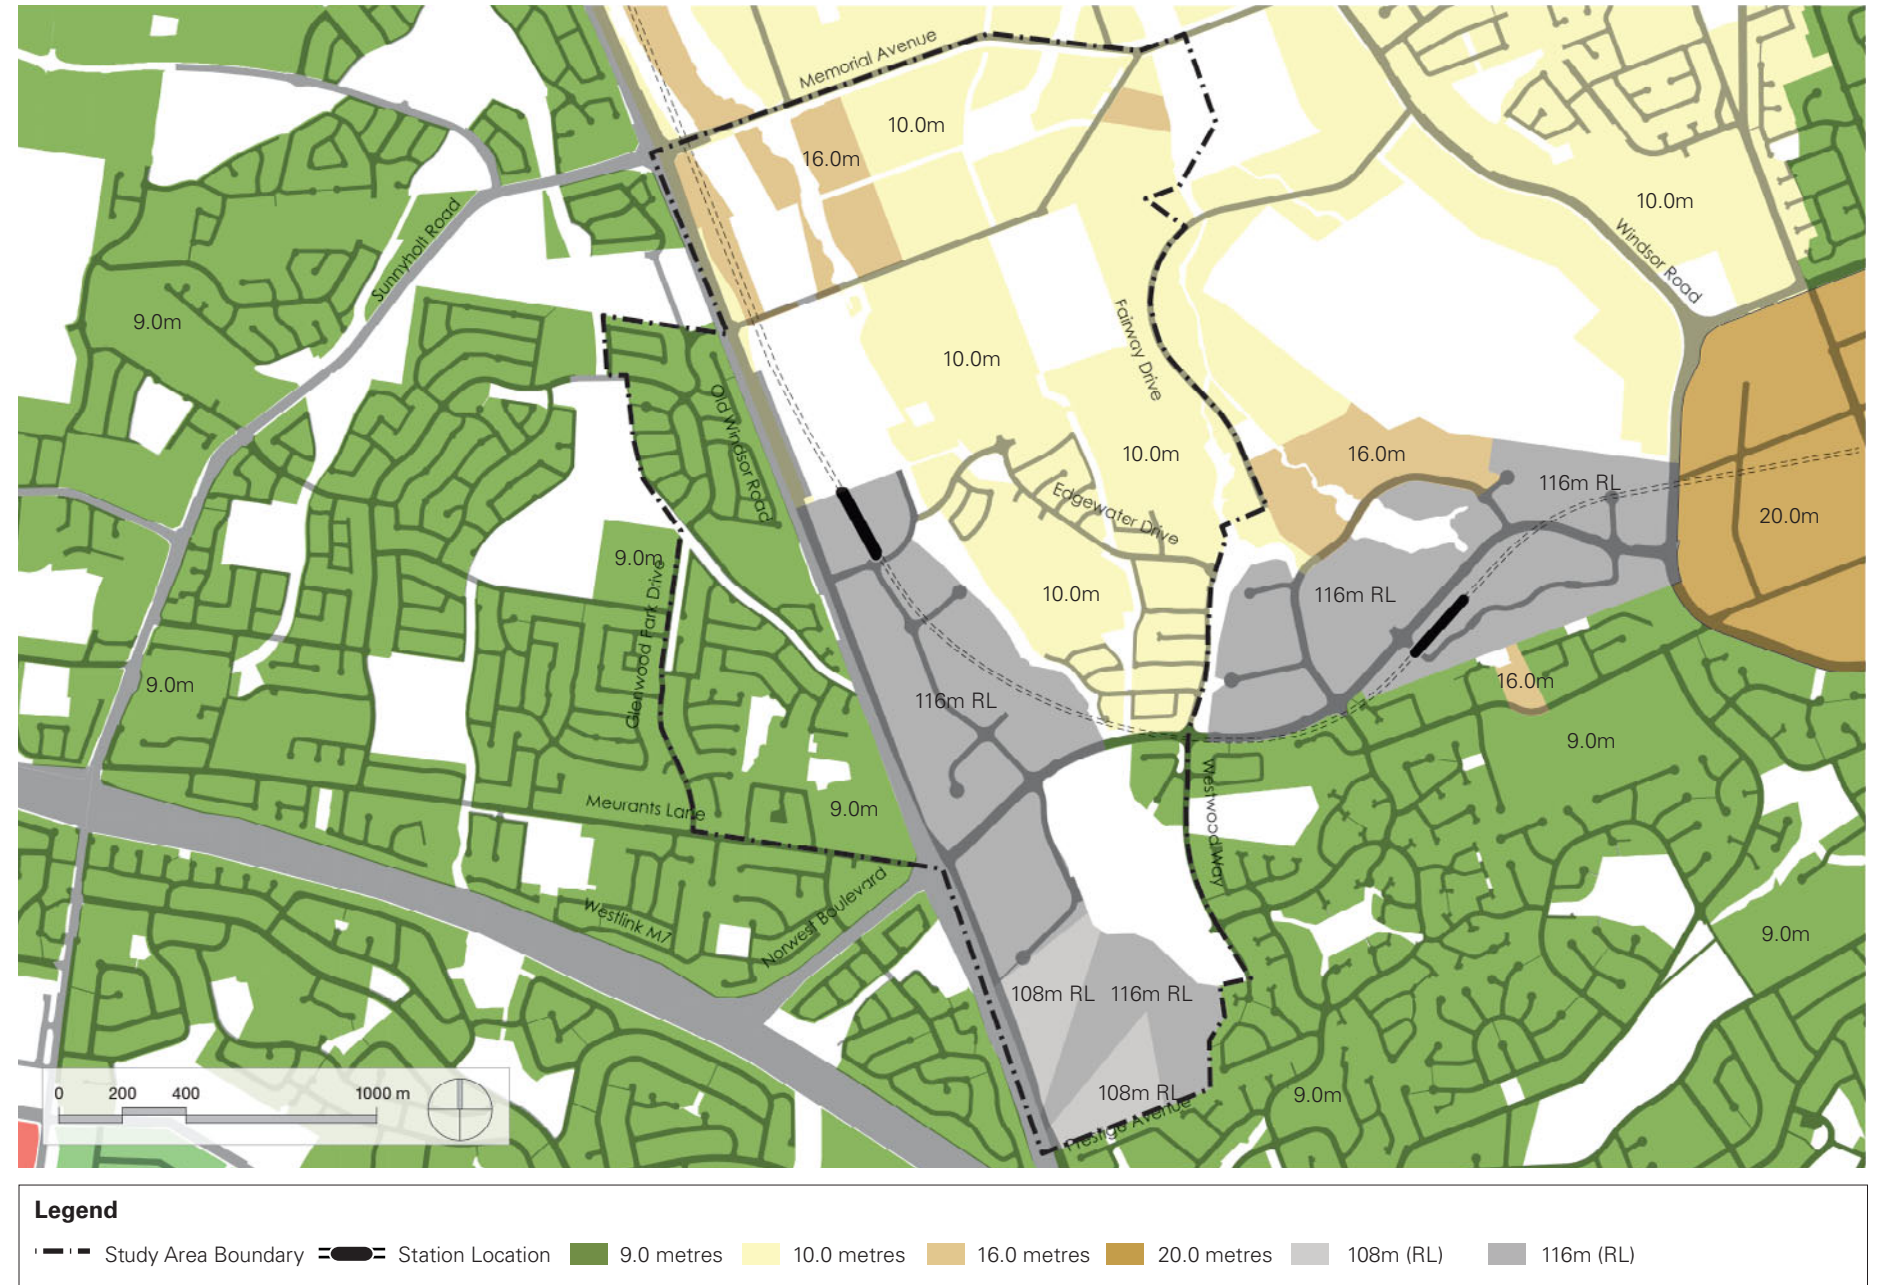 Memorial Avenue
10.0m
16.0m
10.0m
Sunnyholt Road
Windsor Road
9.0m
Fairway Drive
10.0m
Old Windsor Road
10.0m
16.0m
116m RL
Edgewater Drive
20.0m
9.0m
10.0m
116m RL
Glenwood Park Drive
9.0m
116m RL
16.0m
9.0m
Westwood Way
Meurants Lane
9.0m
Westlink M7
Norwest Boulevard
9.0m
108m RL 116m RL
108m RL
9.0m
Prestige Avenue
0 200 400 1000 m
Legend
Study Area Boundary Station Location 9.0 metres 10.0 metres 16.0 metres 20.0 metres 108m (RL) 116m (RL)